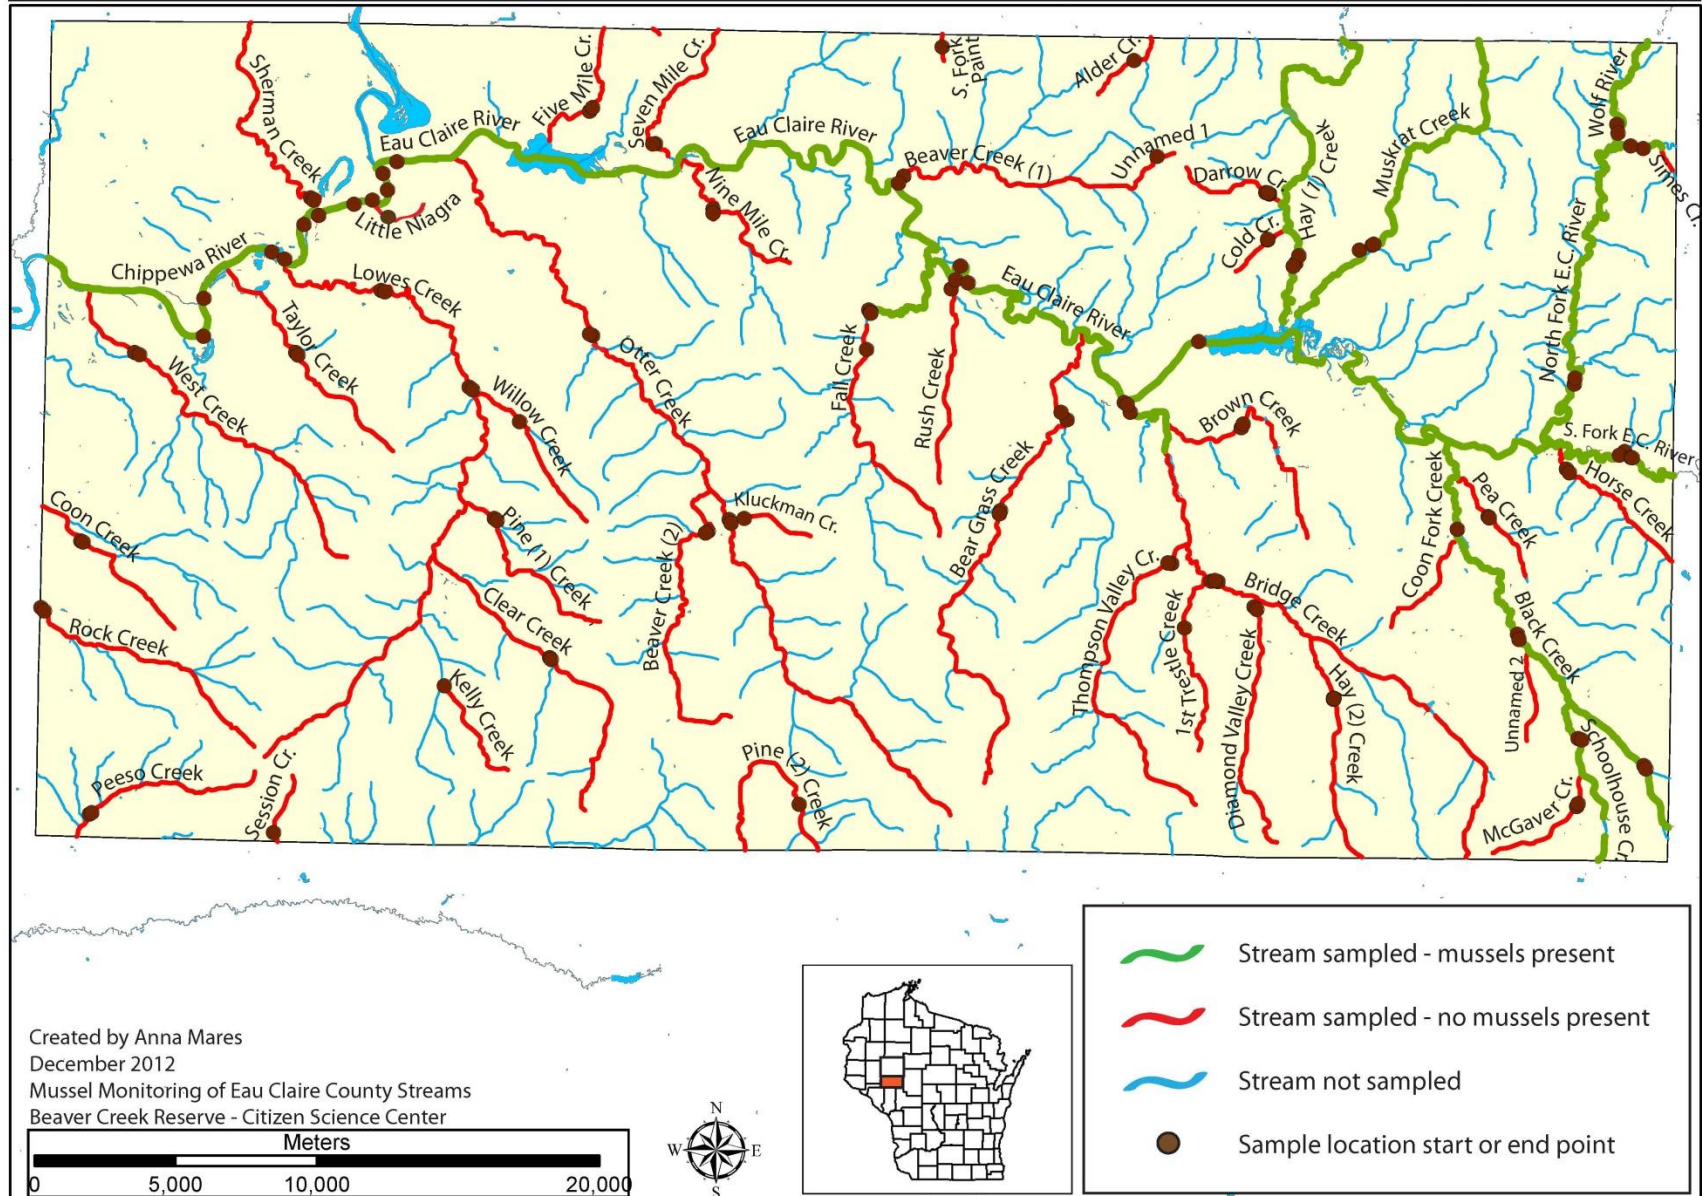 Sherman Creek
Five Mile Cr.
Seven Mile Cr.
S. Fork
Paint
Alder Cr.
Wolf River
Eau Claire River
Eau Claire River
Beaver Creek (1)
Unnamed 1
Darrow Cr.
Hay (1) Creek
Muskrat Creek
Simes Cr.
Little Niagra
Nine Mile Cr.
Cold Cr.
North Fork E.C. River
Chippewa River
Lowes Creek
Taylor Creek
Eau Claire River
West Creek
Willow Creek
Otter Creek
Fall Creek
Rush Creek
Brown Creek
S. Fork E.C. River
Horse Creek
Bear Grass Creek
Coon Fork Creek
Pea Creek
Coon Creek
Pine (1) Creek
Kluckman Cr.
Beaver Creek (2)
Thompson Valley Cr.
Bridge Creek
Black Creek
Rock Creek
Clear Creek
Kelly Creek
1st Trestle Creek
Diamond Valley Creek
Hay (2) Creek
Unnamed 2
Schoolhouse Cr.
Peeso Creek
Session Cr.
Pine (2) Creek
McGaver Cr.
Stream sampled - mussels present
Stream sampled - no mussels present
Stream not sampled
Sample location start or end point
Created by Anna Mares
December 2012
Mussel Monitoring of Eau Claire County Streams
Beaver Creek Reserve - Citizen Science Center
Meters
0 5,000 10,000 20,000
N
W E
S